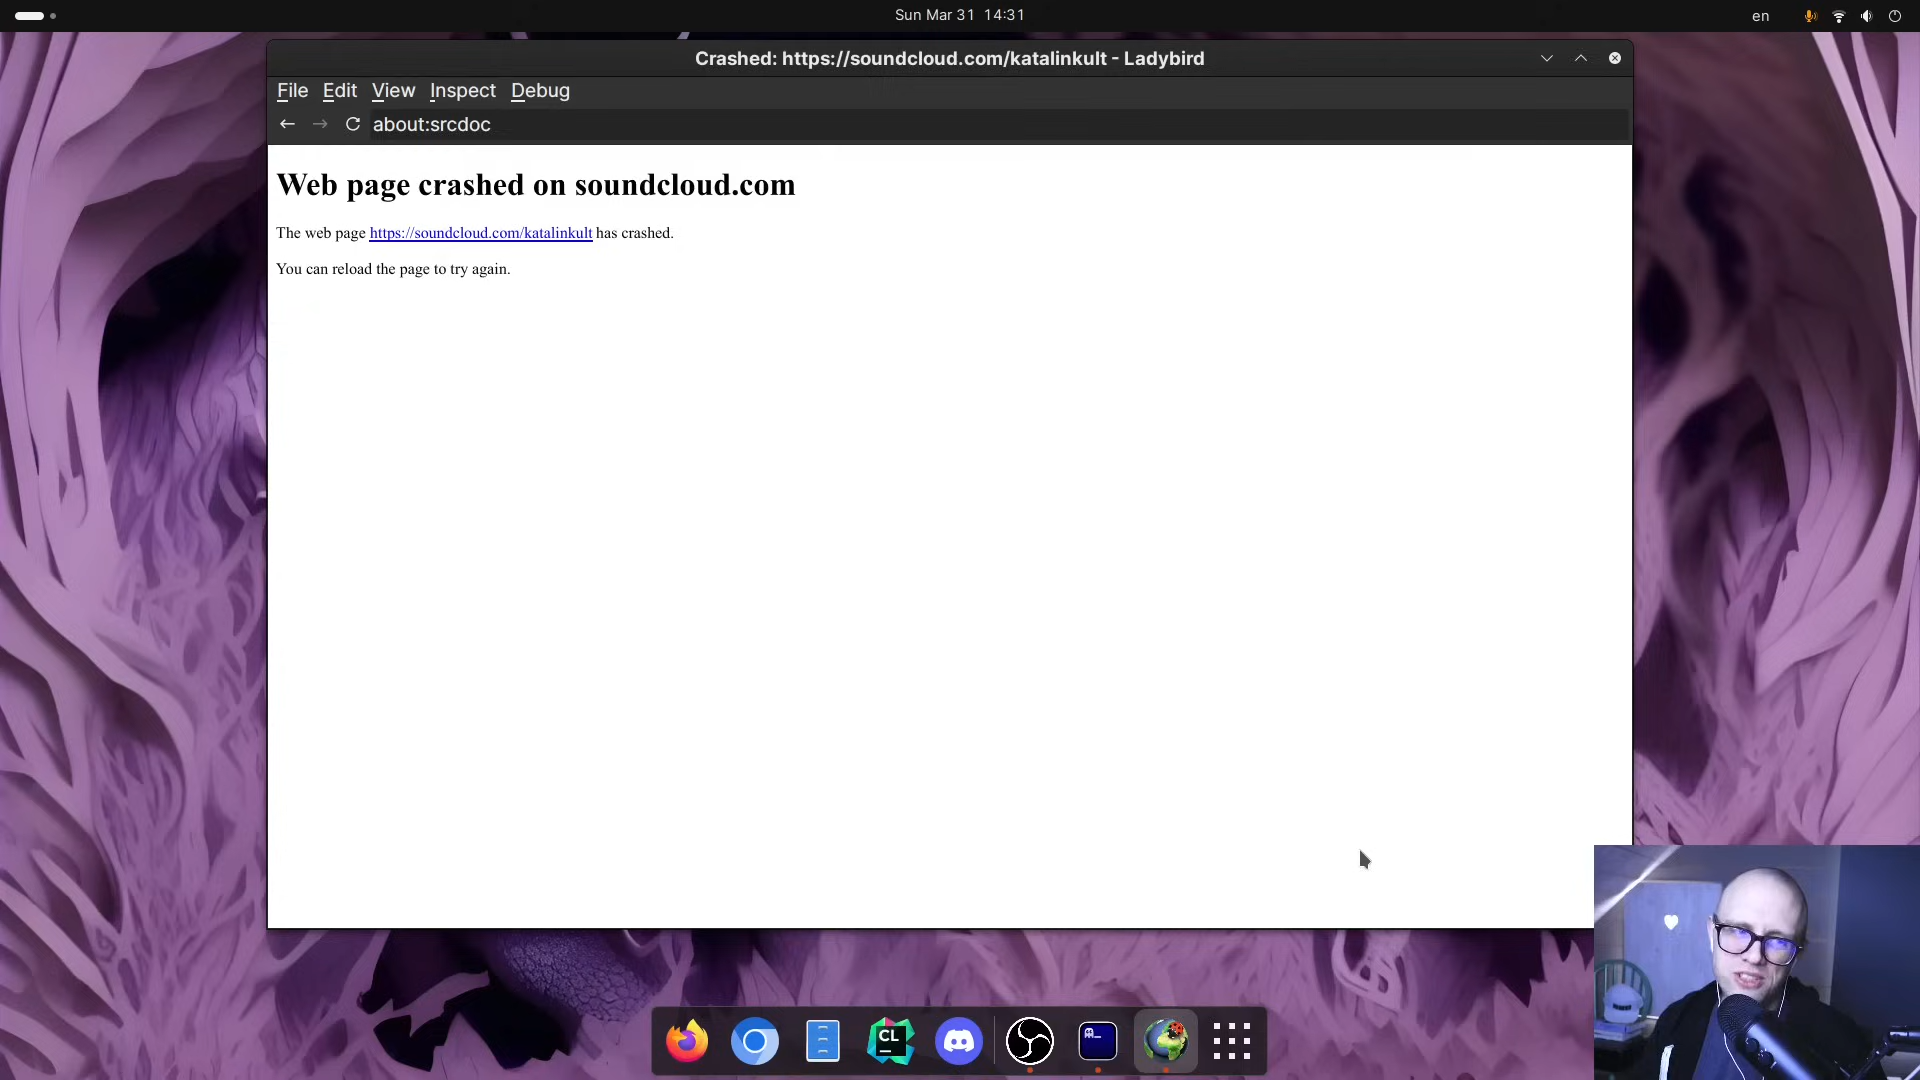 Sun Mar 31 14:31
en
Crashed: https://soundcloud.com/katalinkult - Ladybird
File Edit View Inspect Debug
about:srcdoc
Web page crashed on soundcloud.com
The web page https://soundcloud.com/katalinkult has crashed.
You can reload the page to try again.
CL